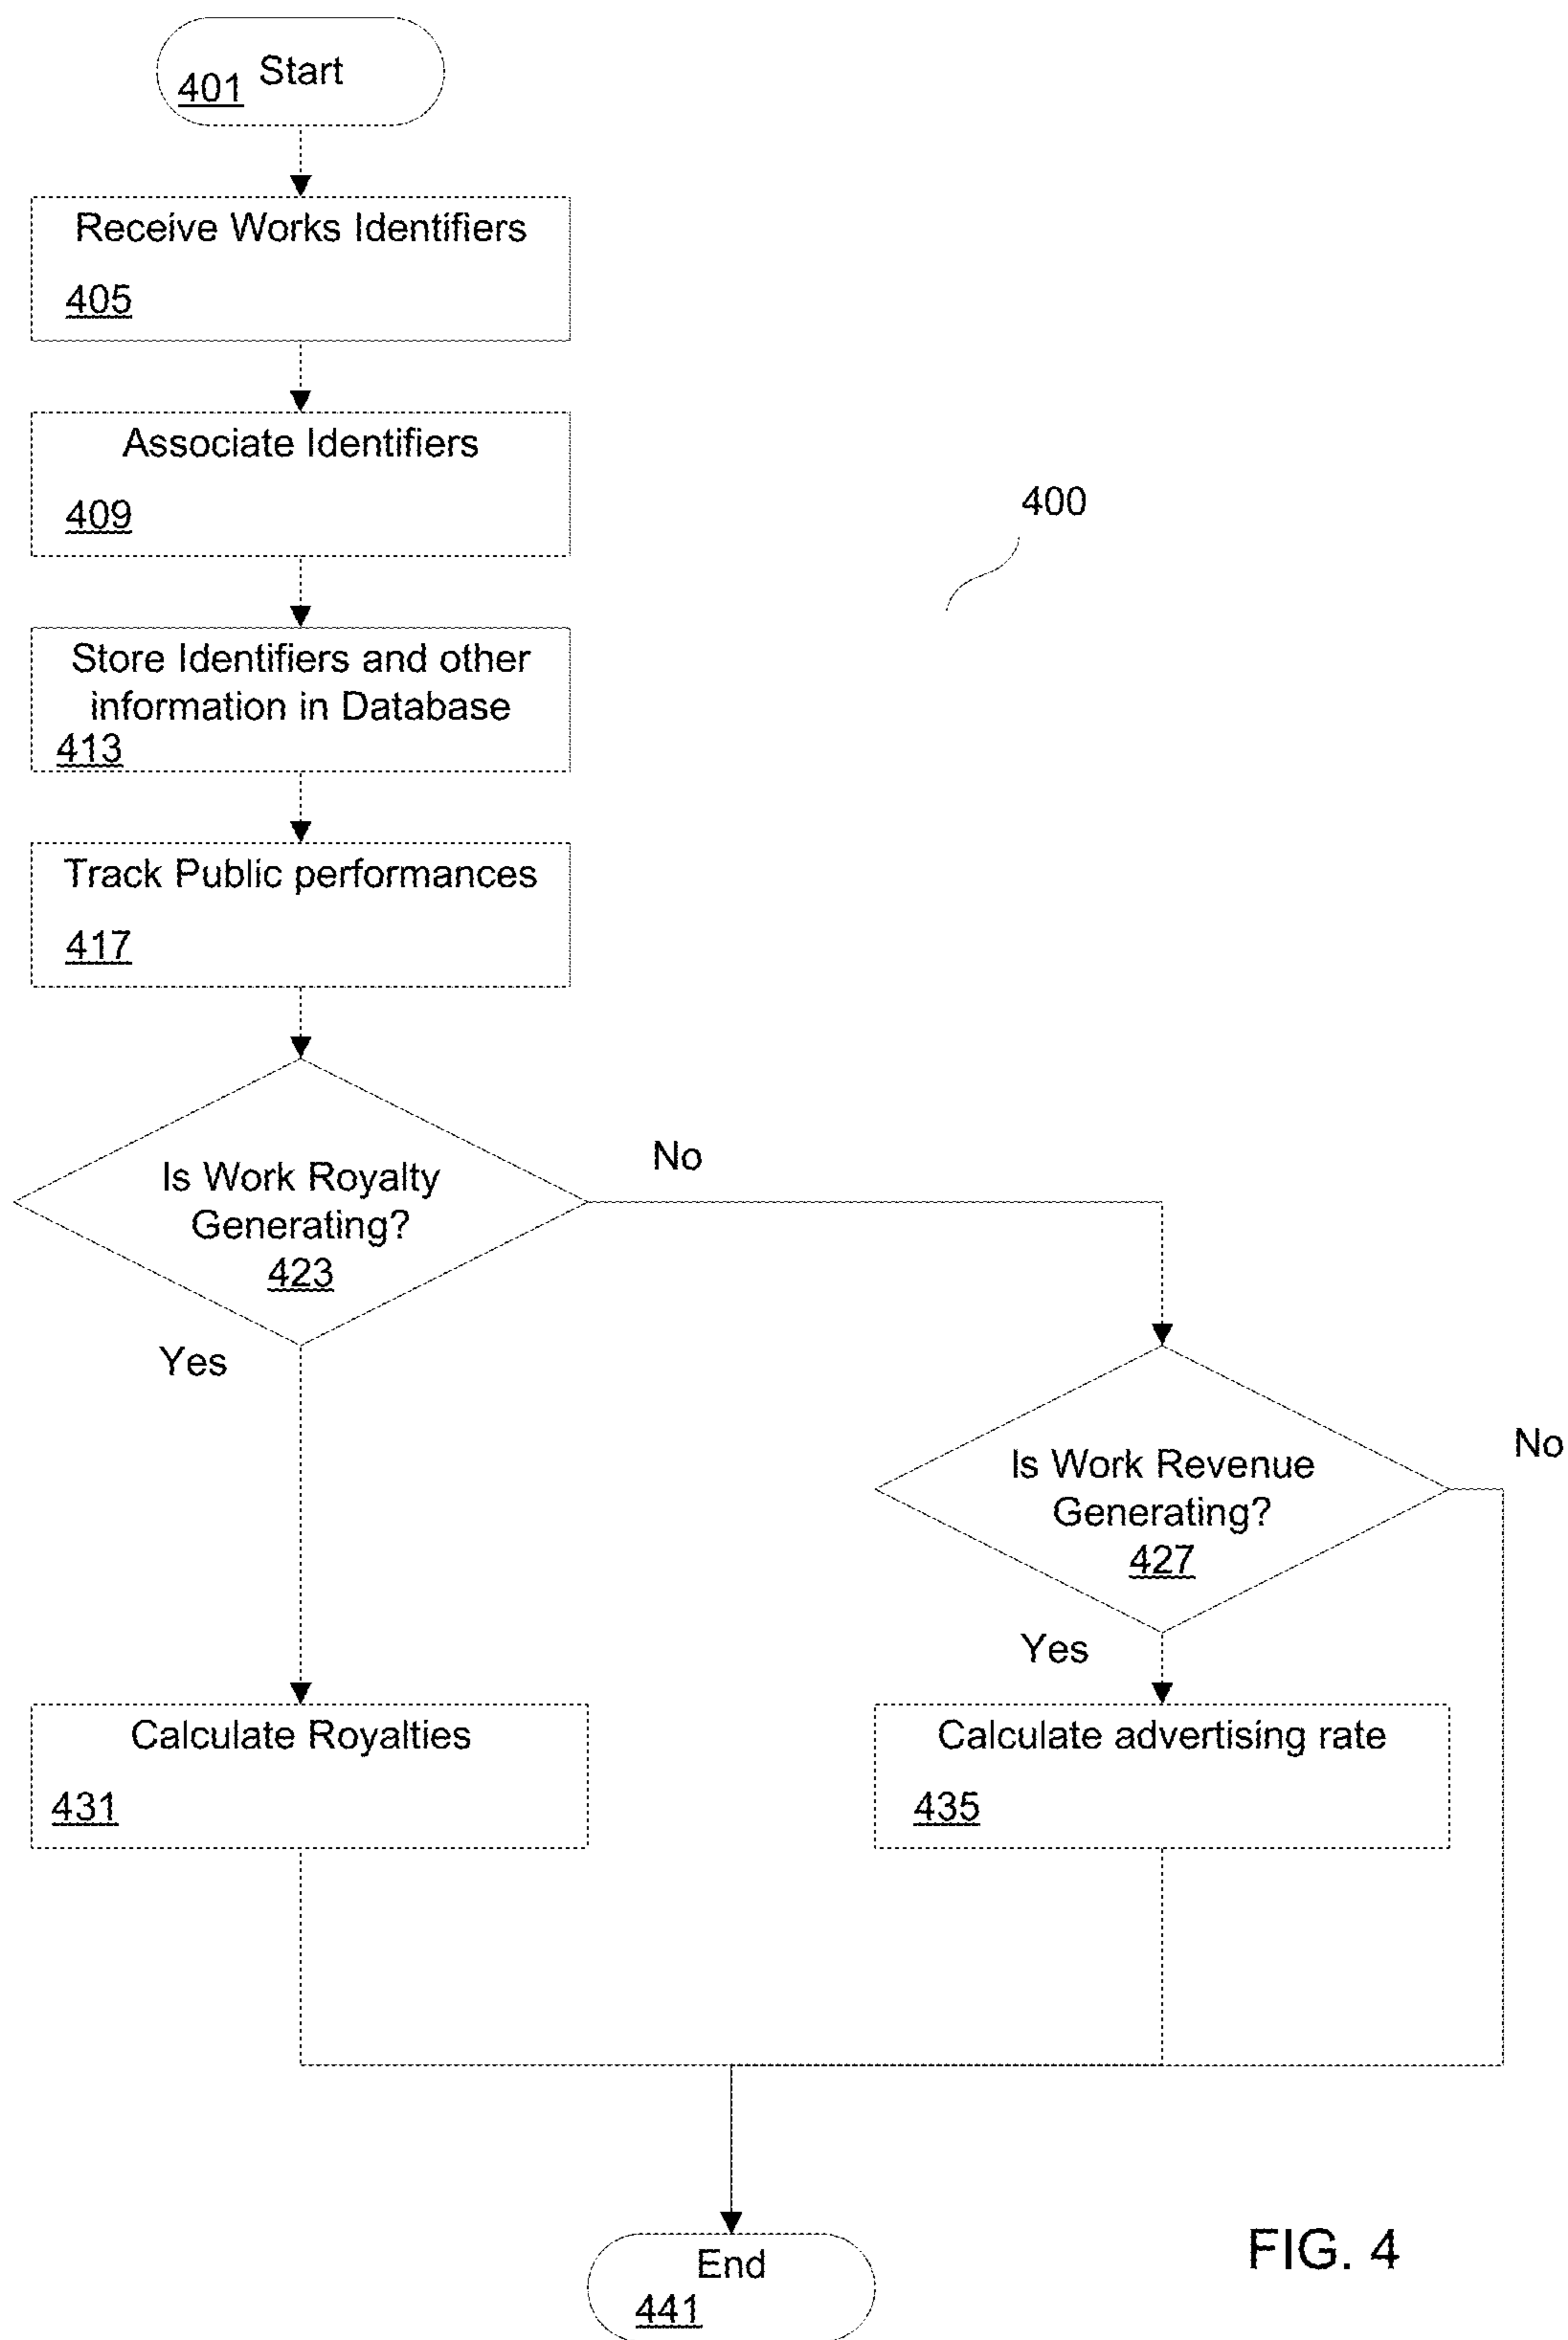 Start
401
Receive Works Identifiers
405
Associate Identifiers
409
400
Store Identifiers and other
information in Database
413
Track Public performances
417
Is Work Royalty
Generating?
423
No
Yes
Is Work Revenue
Generating?
427
No
Yes
Calculate Royalties
431
Calculate advertising rate
435
End
441
FIG. 4